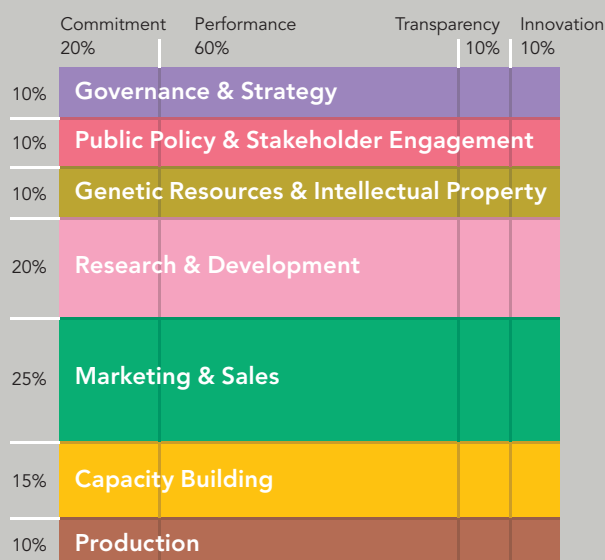 Commitment Performance Transparency Innovation
20% 60% 10% 10%
10% Governance & Strategy
10% Public Policy & Stakeholder Engagement
10% Genetic Resources & Intellectual Property
20% Research & Development
25% Marketing & Sales
15% Capacity Building
10% Production